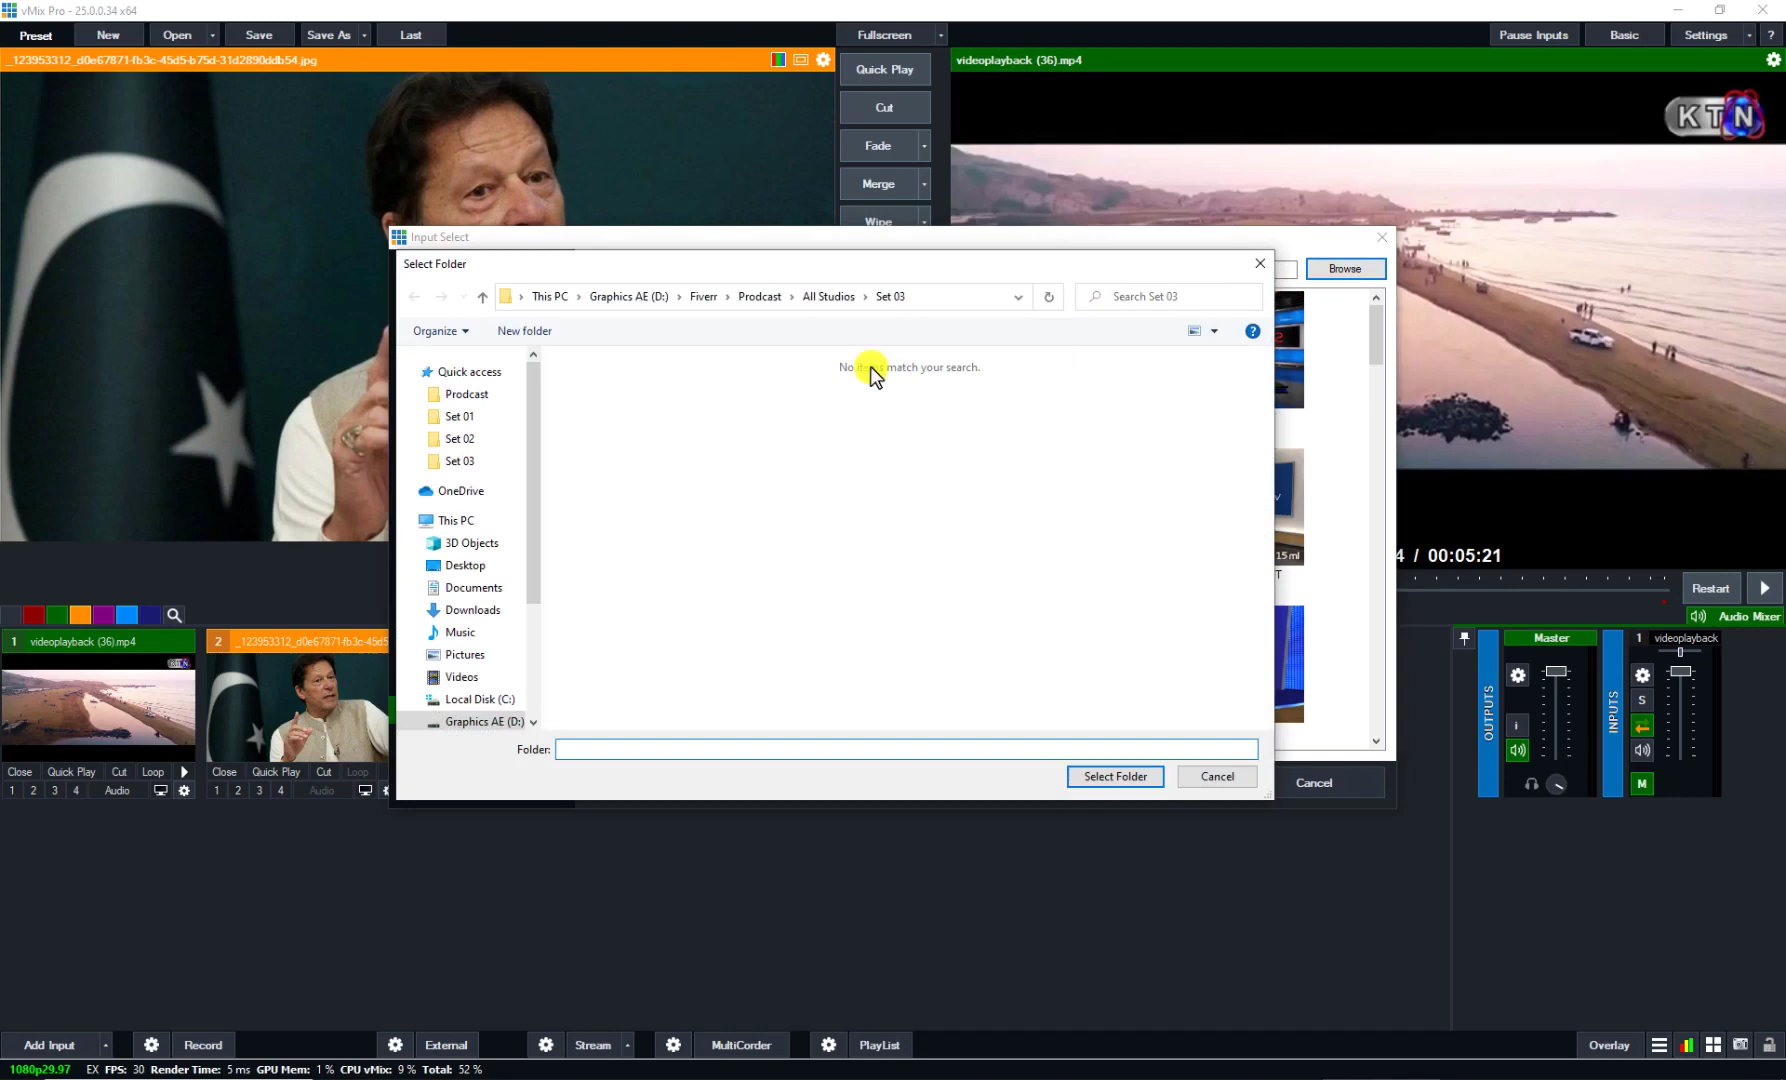 vMix Pro - 25.0.0.34 x64
Preset New Open Save Save As Last Fullscreen Pause Inputs Basic Settings ?
_123953312_d0e67871-fb3c-45d5-b75d-31d2890ddb54.jpg
Quick Play
videoplayback (36).mp4
Cut
Fade
Merge
Wipe
KTN
Input Select
Select Folder
Browse
This PC > Graphics AE (D:) > Fiverr > Prodcast > All Studios > Set 03
Search Set 03
Organize New folder
No items match your search.
Quick access
Prodcast
Set 01
Set 02
Set 03
OneDrive
This PC
3D Objects
Desktop
Documents
Downloads
Music
Pictures
Videos
Local Disk (C:)
Graphics AE (D:)
15 ml
T
4 / 00:05:21
Restart
Audio Mixer
Folder:
Select Folder Cancel
Cancel
1 videoplayback (36).mp4
2 _123953312_d0e67871-fb3c-45d5
KTN
Close Quick Play Cut Loop
1 2 3 4 Audio
Close Quick Play Cut Loop
1 2 3 4 Audio
Master
1 videoplayback
OUTPUTS
INPUTS
S
i
M
Add Input Record External Stream MultiCorder PlayList Overlay
1080p29.97 EX FPS: 30 Render Time: 5 ms GPU Mem: 1 % CPU vMix: 9 % Total: 52 %